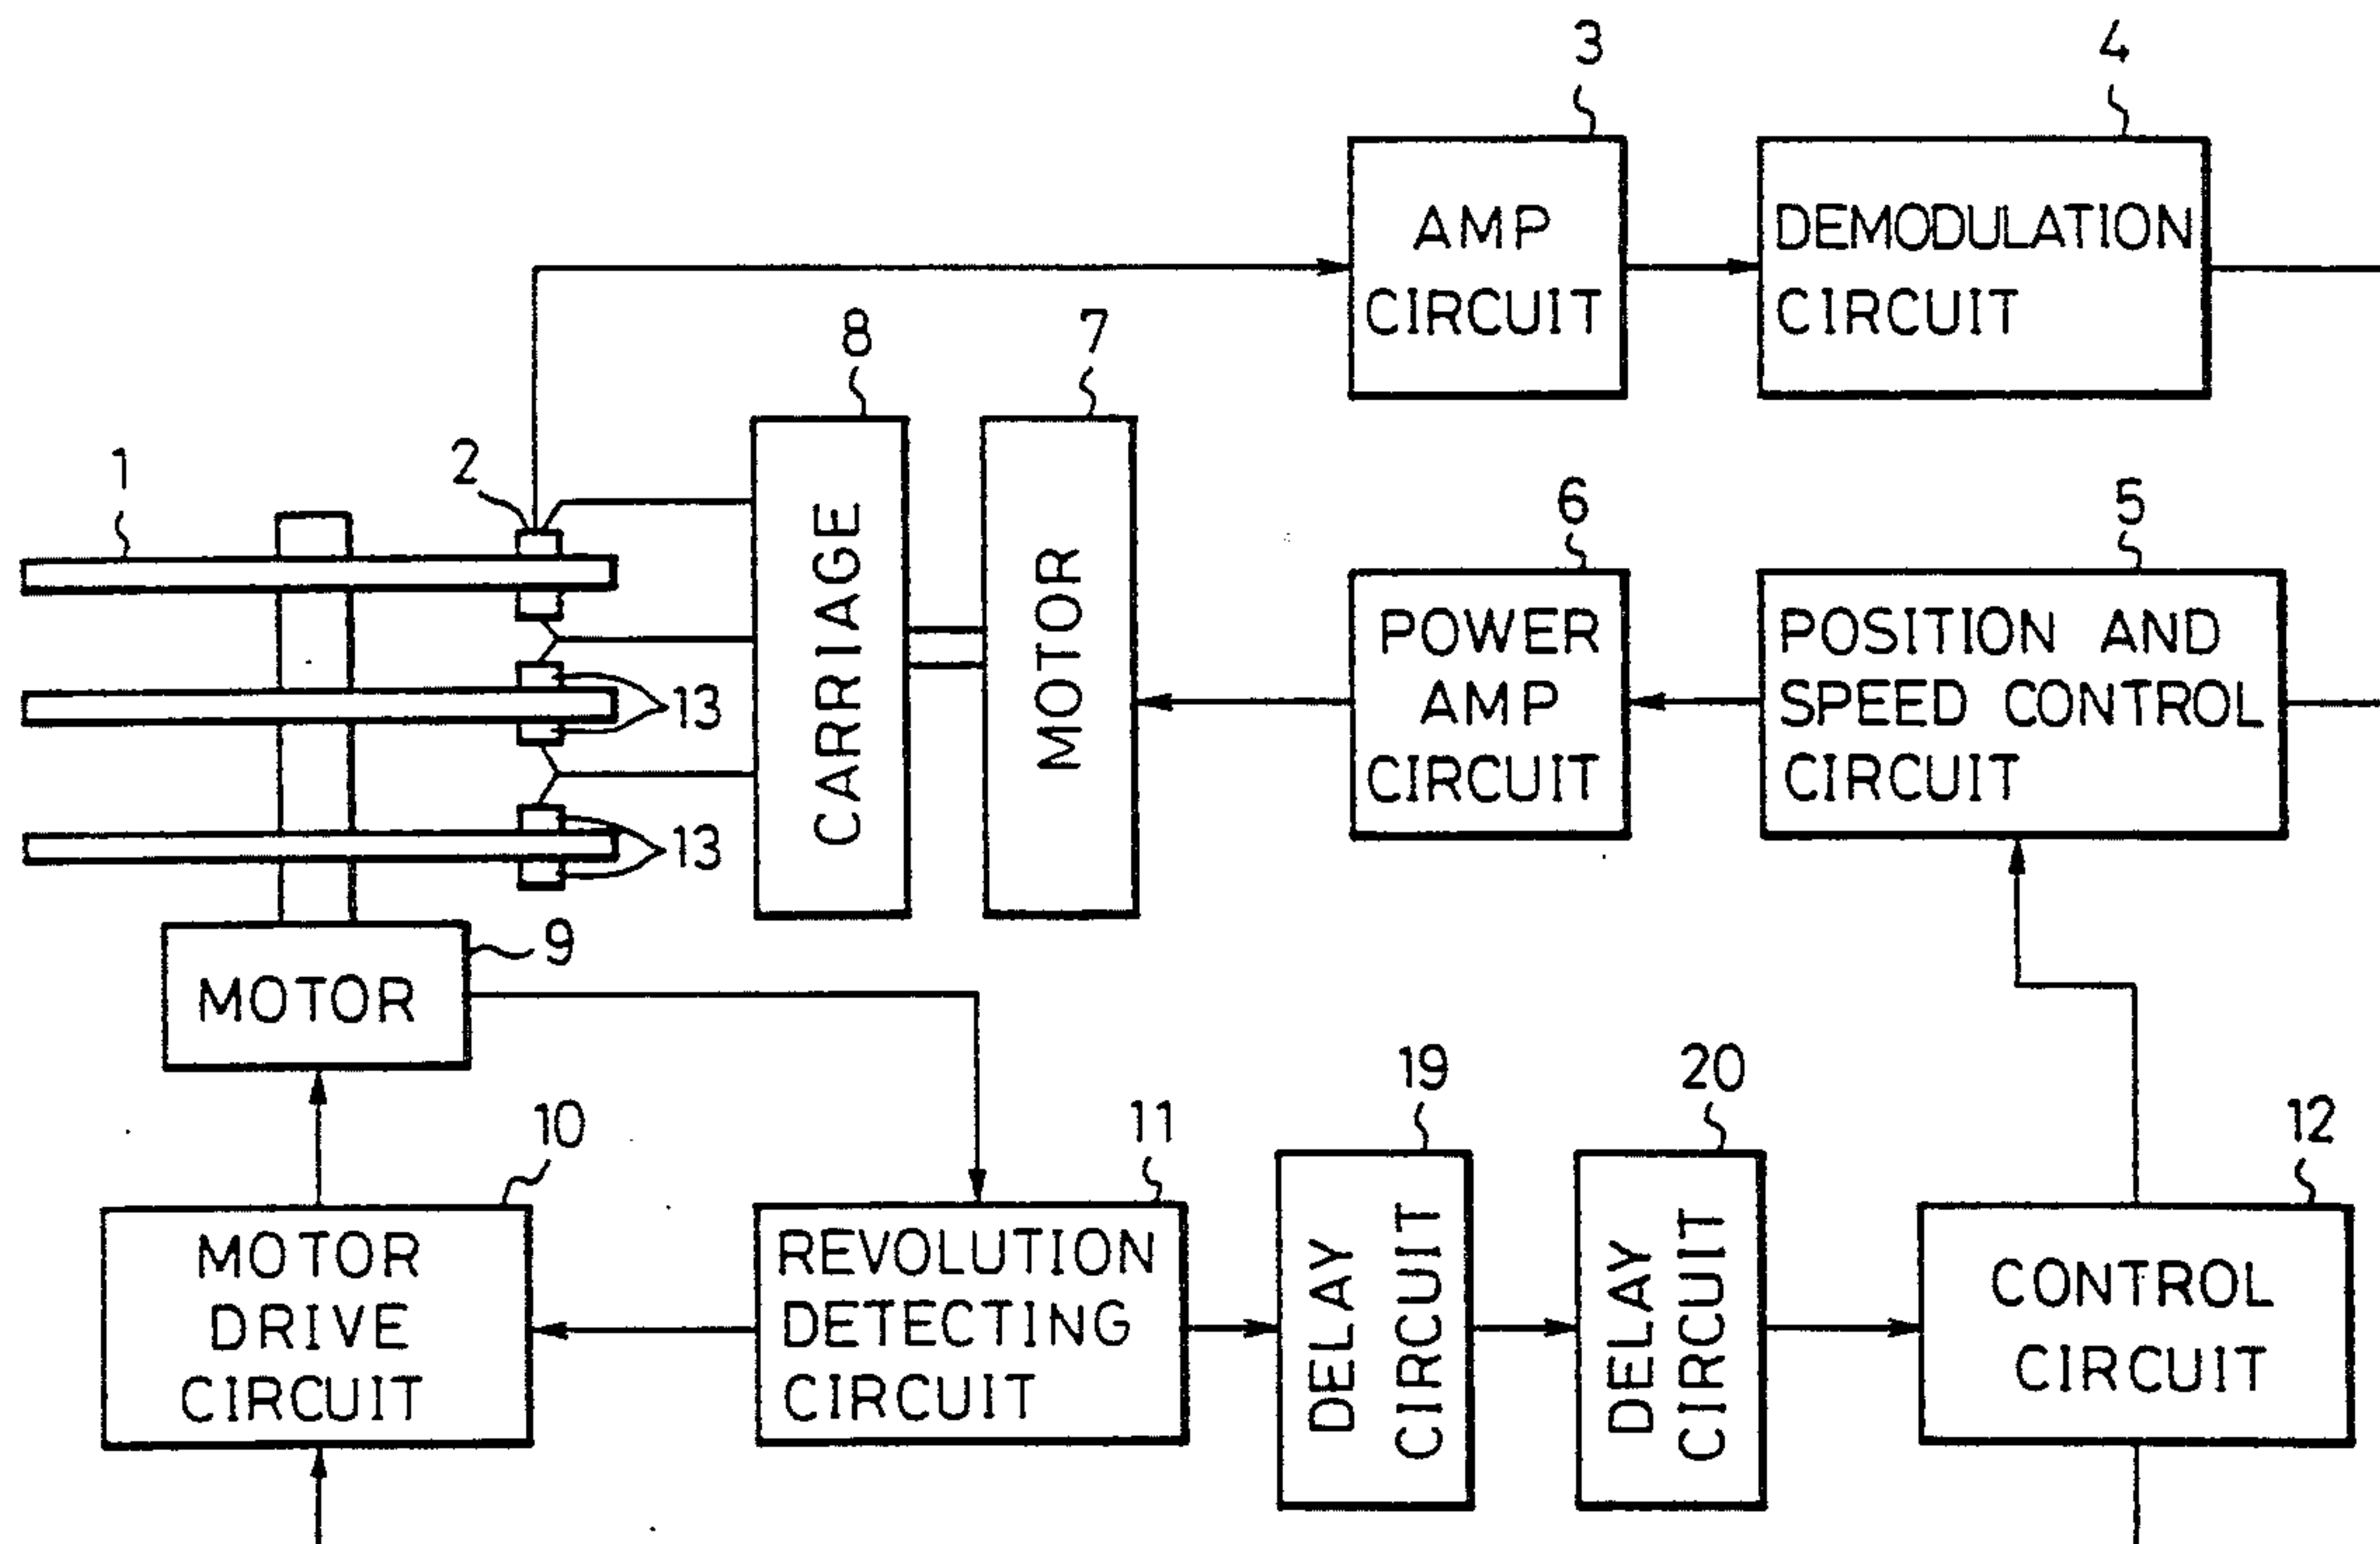 3
4
AMP
CIRCUIT
DEMODULATION
CIRCUIT
8
7
1
2
6
5
CARRIAGE
MOTOR
POWER
AMP
CIRCUIT
POSITION AND
SPEED CONTROL
CIRCUIT
13
13
9
MOTOR
10
11
19
20
12
MOTOR
DRIVE
CIRCUIT
REVOLUTION
DETECTING
CIRCUIT
DELAY
CIRCUIT
DELAY
CIRCUIT
CONTROL
CIRCUIT